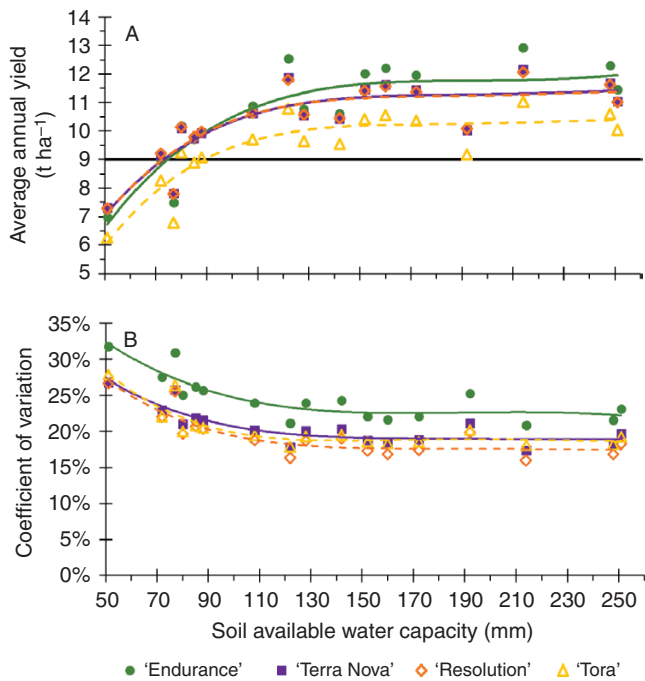 A
14
13
12
11
10
9
8
7
6
5
Average annual yield
(t ha⁻¹)
B
35%
30%
25%
20%
15%
10%
5%
0%
Coefficient of variation
50 70 90 110 130 150 170 190 210 230 250
Soil available water capacity (mm)
'Endurance' 'Terra Nova' 'Resolution' 'Tora'